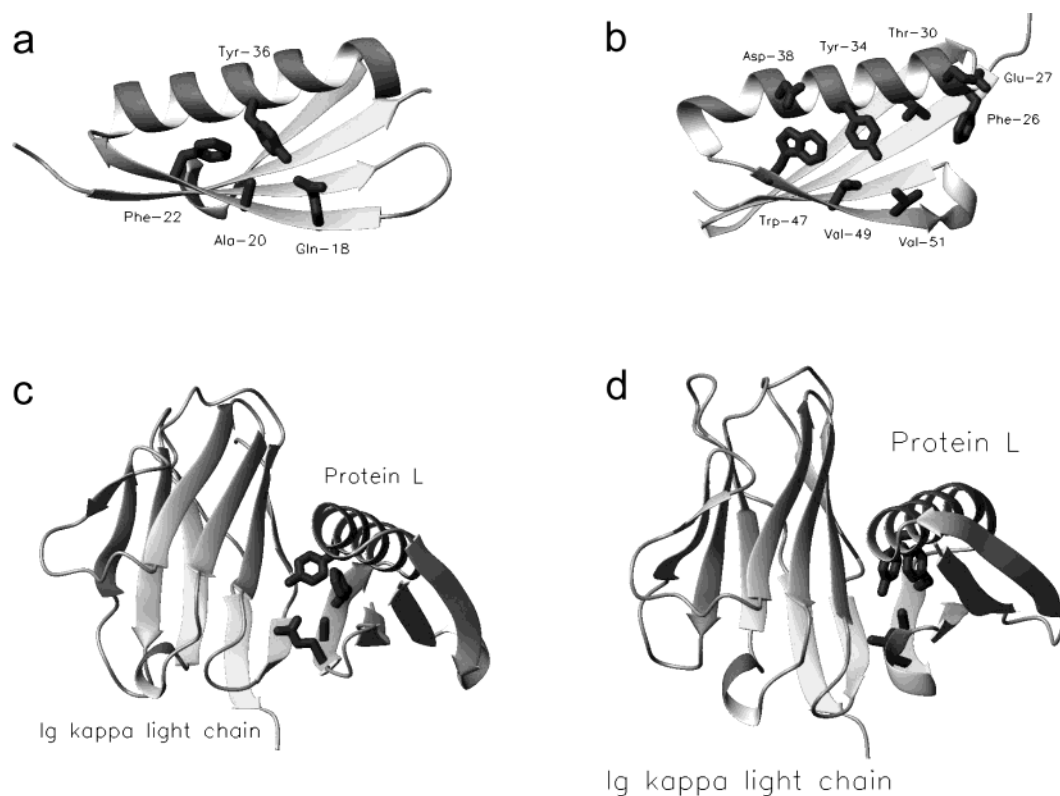 a
Tyr-36
Phe-22
Ala-20
Gln-18
b
Asp-38
Tyr-34
Thr-30
Glu-27
Phe-26
Trp-47
Val-49
Val-51
c
Protein L
Ig kappa light chain
d
Protein L
Ig kappa light chain